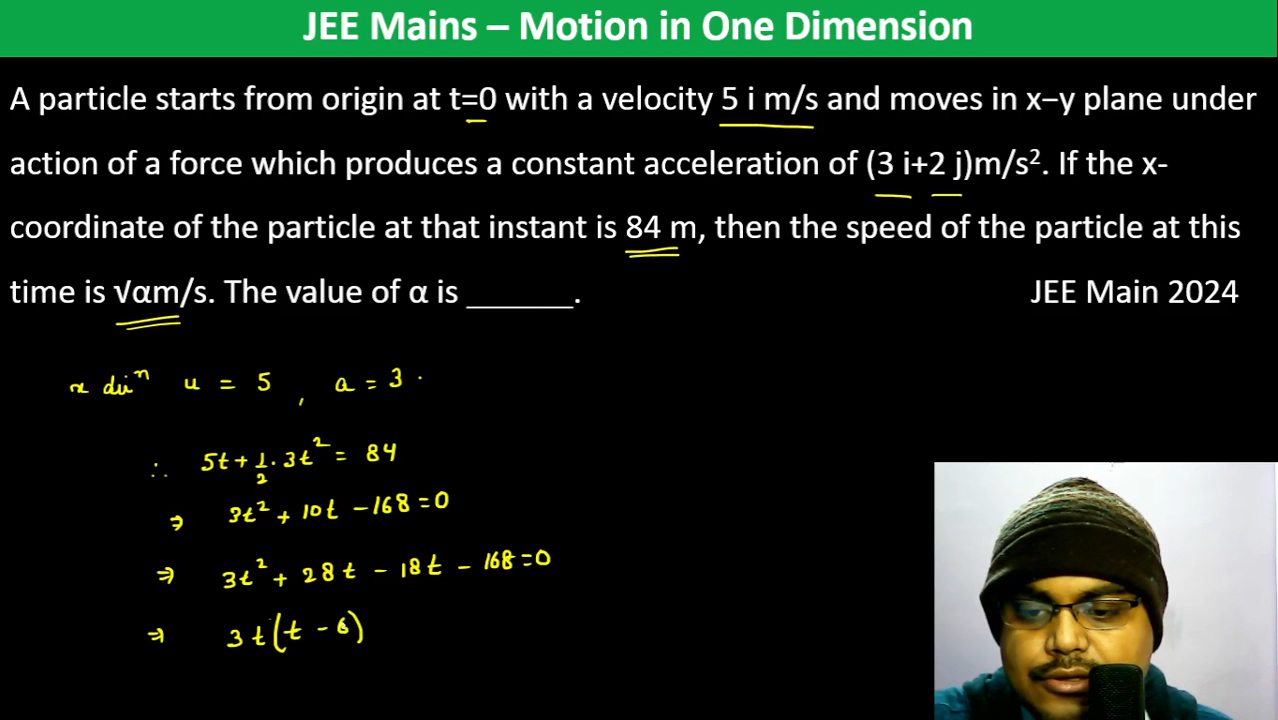 JEE Mains – Motion in One Dimension
A particle starts from origin at t=0 with a velocity 5 i m/s and moves in x−y plane under
action of a force which produces a constant acceleration of (3 i+2 j)m/s². If the x-
coordinate of the particle at that instant is 84 m, then the speed of the particle at this
time is √αm/s. The value of α is ______.
JEE Main 2024
x dirⁿ u = 5 , a = 3
∴ 5t + 1/2 · 3t² = 84
⇒ 3t² + 10t − 168 = 0
⇒ 3t² + 28t − 18t − 168 = 0
⇒ 3t(t − 6)